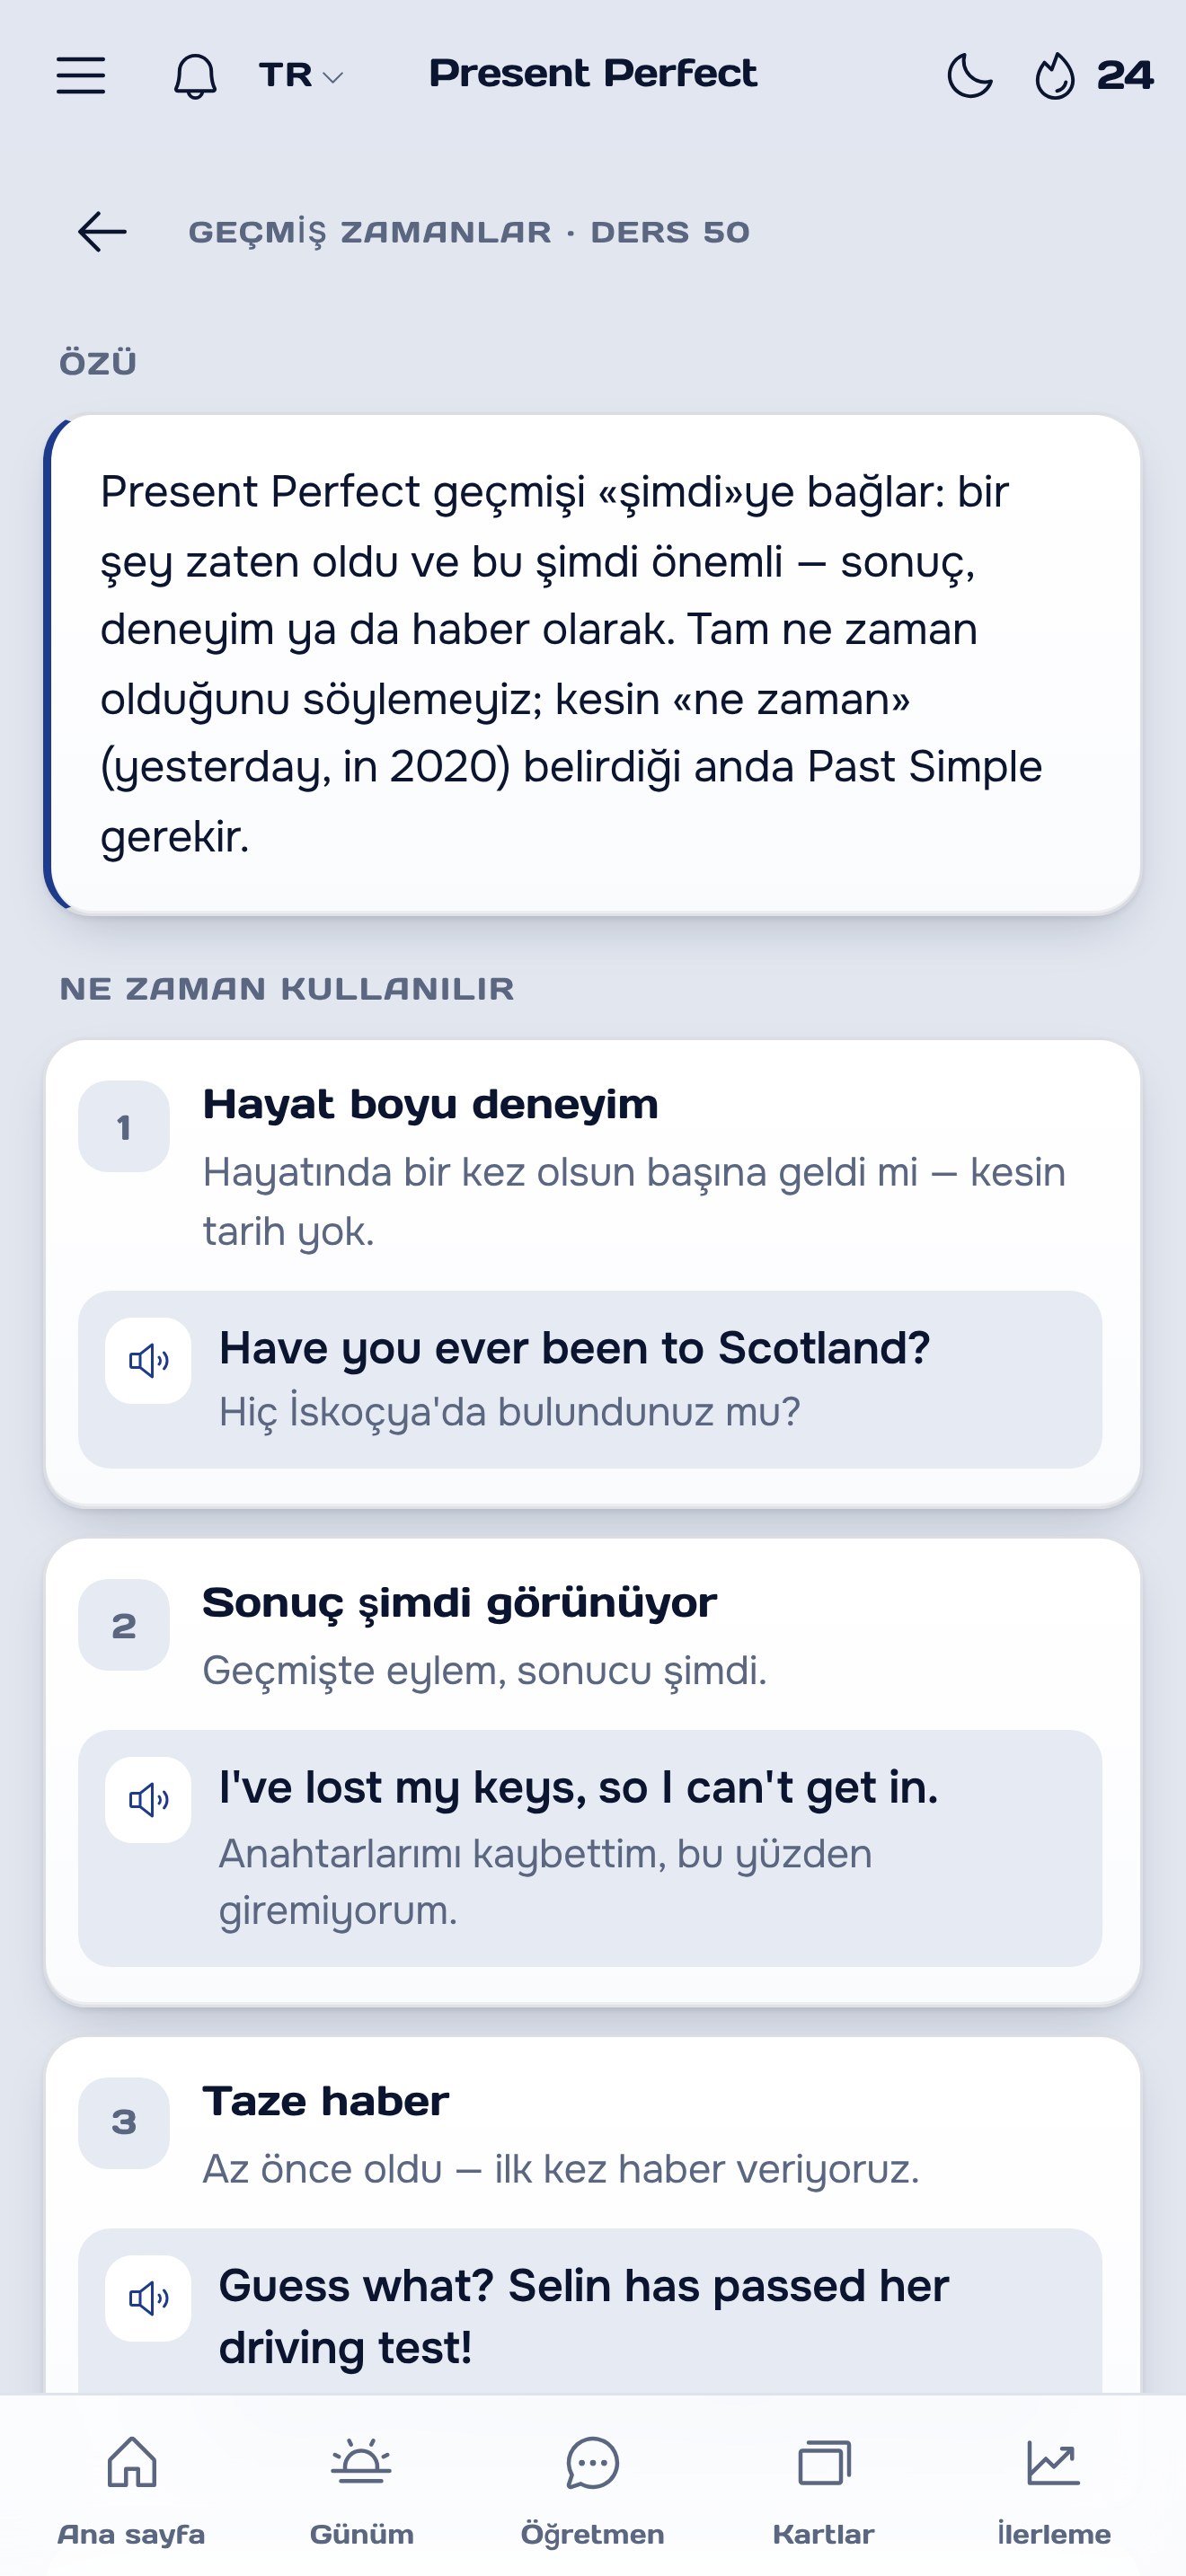 TR
Present Perfect
24
GEÇMİŞ ZAMANLAR · DERS 50
ÖZÜ
Present Perfect geçmişi «şimdi»ye bağlar: bir
şey zaten oldu ve bu şimdi önemli – sonuç,
deneyim ya da haber olarak. Tam ne zaman
olduğunu söylemeyiz; kesin «ne zaman»
(yesterday, in 2020) belirdiği anda Past Simple
gerekir.
NE ZAMAN KULLANILIR
1
Hayat boyu deneyim
Hayatında bir kez olsun başına geldi mi – kesin
tarih yok.
Have you ever been to Scotland?
Hiç İskoçya'da bulundunuz mu?
2
Sonuç şimdi görünüyor
Geçmişte eylem, sonucu şimdi.
I've lost my keys, so I can't get in.
Anahtarlarımı kaybettim, bu yüzden
giremiyorum.
3
Taze haber
Az önce oldu – ilk kez haber veriyoruz.
Guess what? Selin has passed her
driving test!
Ana sayfa
Günüm
Öğretmen
Kartlar
İlerleme